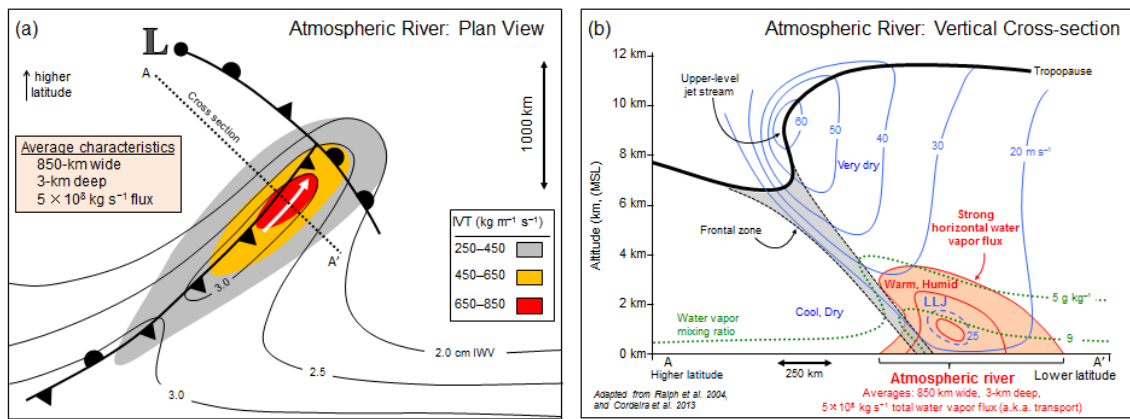 (a)
Atmospheric River: Plan View
L
A
higher
latitude
Cross section
1000 km
Average characteristics
850-km wide
3-km deep
5 × 10⁸ kg s⁻¹ flux
A'
IVT (kg m⁻¹ s⁻¹)
250–450
450–650
650–850
3.0
2.0 cm IWV
2.5
3.0
(b)
Atmospheric River: Vertical Cross-section
12 km
10 km
8 km
6 km
4 km
2 km
0 km
Altitude (km, (MSL)
Upper-level
jet stream
Tropopause
60
50
40
30
20 m s⁻¹
Very dry
Frontal zone
Strong
horizontal water
vapor flux
Warm, Humid
LLJ
25
5 g kg⁻¹
9
Water vapor
mixing ratio
Cool, Dry
A
Higher latitude
250 km
A'
Lower latitude
Atmospheric river
Averages: 850 km wide, 3-km deep,
5 × 10⁸ kg s⁻¹ total water vapor flux (a.k.a. transport)
Adapted from Ralph et al. 2004,
and Cordeira et al. 2013